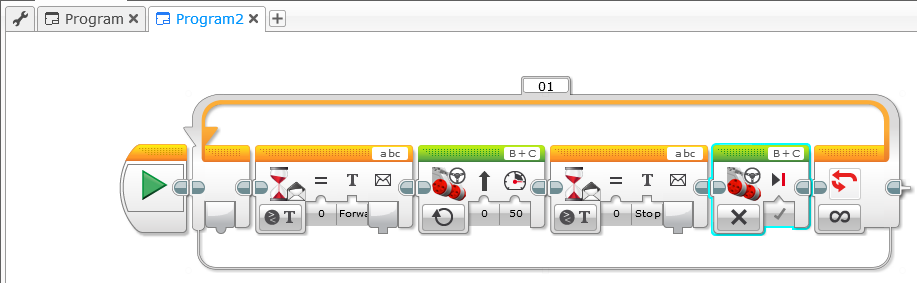 Program
Program2
01
abc
B+C
abc
B+C
= T
= T
T
0
Forwa
0
50
T
0
Stop
∞